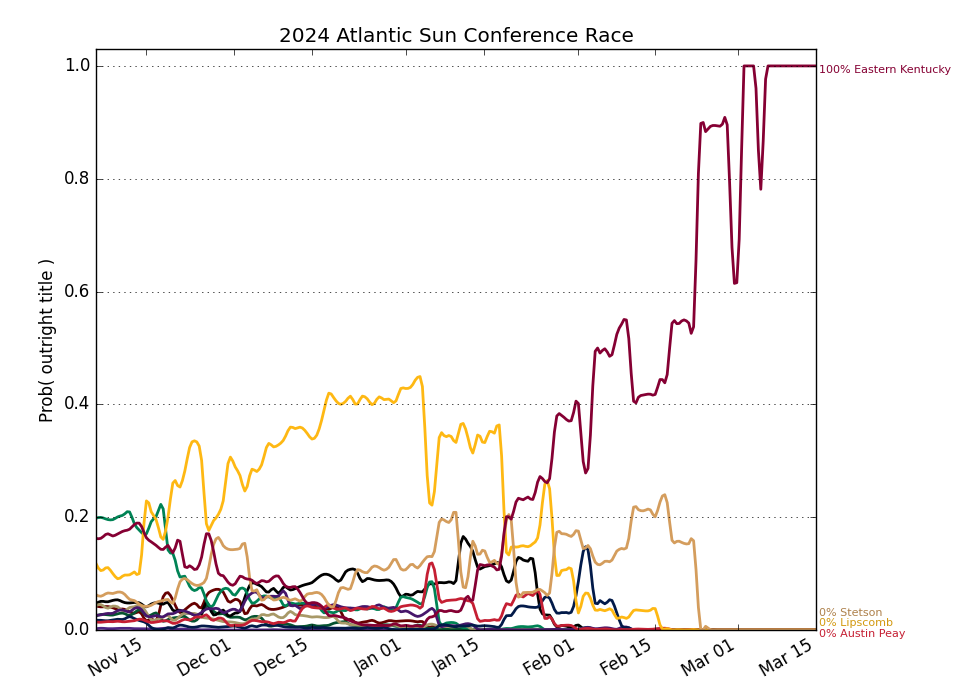 2024 Atlantic Sun Conference Race
1.0
100% Eastern Kentucky
0.8
0.6
Prob( outright title )
0.4
0.2
0% Stetson
0% Lipscomb
0.0
0% Austin Peay
Nov 15
Dec 01
Dec 15
Jan 01
Jan 15
Feb 01
Feb 15
Mar 01
Mar 15